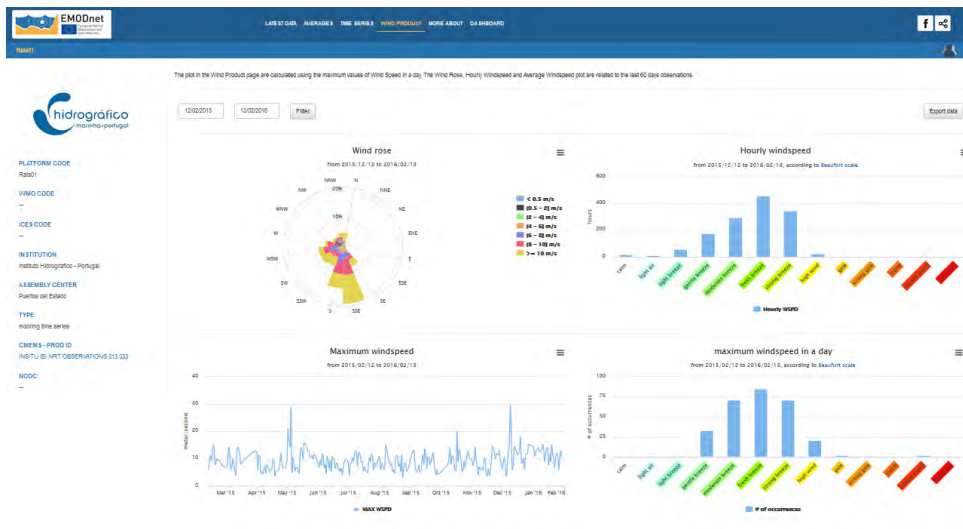 EMODnet
LATEST DATA AVERAGES TIME SERIES WIND PRODUCT MORE ABOUT DASHBOARD
Raia01
The plot in the Wind Product page are calculated using the maximum values of Wind Speed in a day. The Wind Rose, Hourly Windspeed and Average Windspeed plot are related to the last 60 days observations.
hidrográfico
marinha-portugal
12/02/2015 13/02/2016 Filter Export data
PLATFORM CODE
Raia01
WMO CODE
--
ICES CODE
--
INSTITUTION
Instituto Hidrografico - Portugal
ASSEMBLY CENTER
Puertos del Estado
TYPE
mooring time series
CMEMS - PROD ID
INSITU IBI NRT OBSERVATIONS 013 033
NODC
--
Wind rose
from 2015/12/12 to 2016/02/13
N
NNE
NE
ENE
E
ESE
SE
SSE
S
SSW
SW
WSW
W
WNW
NW
NNW
20%
10%
< 0.5 m/s
(0.5 - 2] m/s
(2 - 4] m/s
(4 - 6] m/s
(6 - 8] m/s
(8 - 10] m/s
>= 10 m/s
Hourly windspeed
from 2015/12/12 to 2016/02/13, according to Beaufort scale
hours
600
400
200
0
calm
light air
light breeze
gentle breeze
moderate breeze
fresh breeze
strong breeze
high wind
gale
strong gale
Hourly WSPD
Maximum windspeed
from 2015/02/12 to 2016/02/13
meter/second
40
30
20
10
0
Mar '15 Apr '15 May '15 Jun '15 Jul '15 Aug '15 Sep '15 Oct '15 Nov '15 Dec '15 Jan '16 Feb '16
MAX WSPD
maximum windspeed in a day
from 2015/02/12 to 2016/02/13, according to Beaufort scale
# of occurrances
100
75
50
25
0
calm
light air
light breeze
gentle breeze
moderate breeze
fresh breeze
strong breeze
high wind
gale
strong gale
# of occurrances